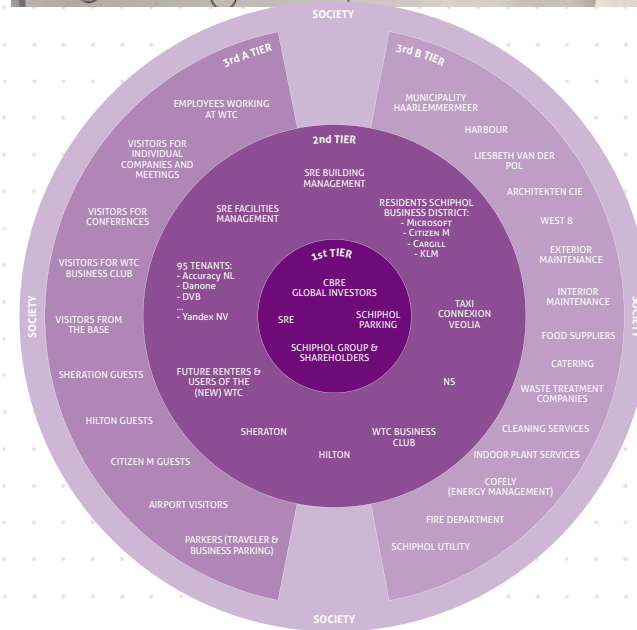 SOCIETY
3rd A TIER
3rd B TIER
EMPLOYEES WORKING
AT WTC
VISITORS FOR
INDIVIDUAL
COMPANIES AND
MEETINGS
VISITORS FOR
CONFERENCES
VISITORS FOR WTC
BUSINESS CLUB
VISITORS FROM
THE BASE
SHERATION GUESTS
HILTON GUESTS
CITIZEN M GUESTS
AIRPORT VISITORS
PARKERS (TRAVELER &
BUSINESS PARKING)
SOCIETY
2nd TIER
SRE BUILDING
MANAGEMENT
SRE FACILITIES
MANAGEMENT
RESIDENTS SCHIPHOL
BUSINESS DISTRICT:
- MICROSOFT
- CITIZEN M
- CARGILL
- KLM
95 TENANTS:
- Accuracy NL
- Danone
- DVB
...
- Yandex NV
TAXI
CONNEXION
VEOLIA
FUTURE RENTERS &
USERS OF THE
(NEW) WTC
NS
SHERATON
HILTON
WTC BUSINESS
CLUB
1st TIER
CBRE
GLOBAL INVESTORS
SRE
SCHIPHOL
PARKING
SCHIPHOL GROUP &
SHAREHOLDERS
MUNICIPALITY
HAARLEMMERMEER
HARBOUR
LIESBETH VAN DER
POL
ARCHITEKTEN CIE
WEST 8
EXTERIOR
MAINTENANCE
INTERIOR
MAINTENANCE
FOOD SUPPLIERS
CATERING
WASTE TREATMENT
COMPANIES
CLEANING SERVICES
INDOOR PLANT SERVICES
COFELY
(ENERGY MANAGEMENT)
FIRE DEPARTMENT
SCHIPHOL UTILITY
SOCIETY
SOCIETY